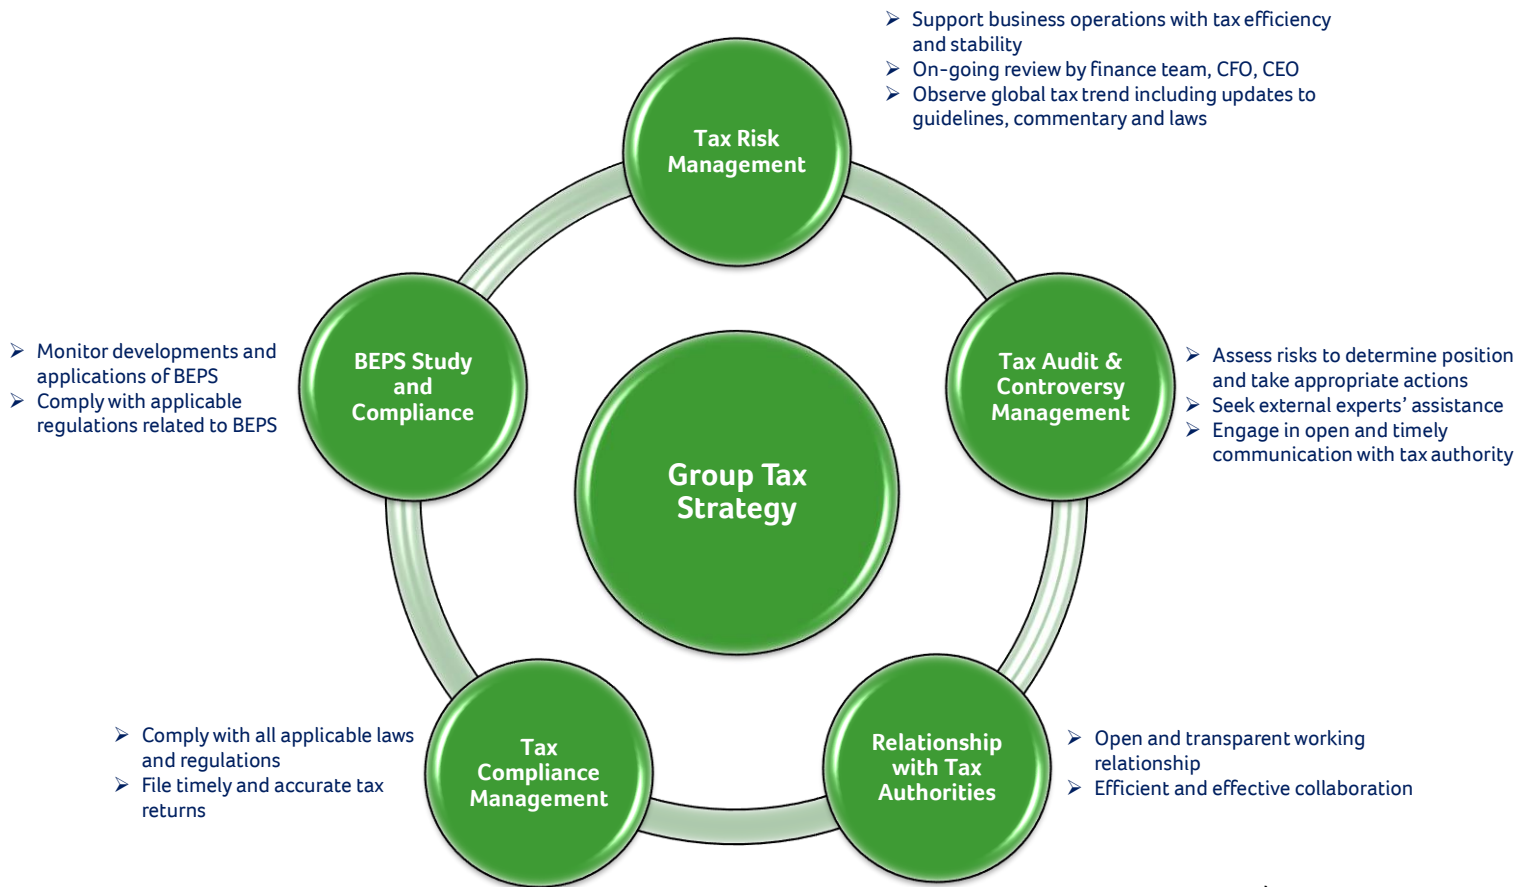 ➢ Support business operations with tax efficiency
and stability
➢ On-going review by finance team, CFO, CEO
➢ Observe global tax trend including updates to
guidelines, commentary and laws
Tax Risk
Management
➢ Monitor developments and
applications of BEPS
➢ Comply with applicable
regulations related to BEPS
BEPS Study
and
Compliance
Tax Audit &
Controversy
Management
➢ Assess risks to determine position
and take appropriate actions
➢ Seek external experts’ assistance
➢ Engage in open and timely
communication with tax authority
Group Tax
Strategy
➢ Comply with all applicable laws
and regulations
➢ File timely and accurate tax
returns
Tax
Compliance
Management
Relationship
with Tax
Authorities
➢ Open and transparent working
relationship
➢ Efficient and effective collaboration